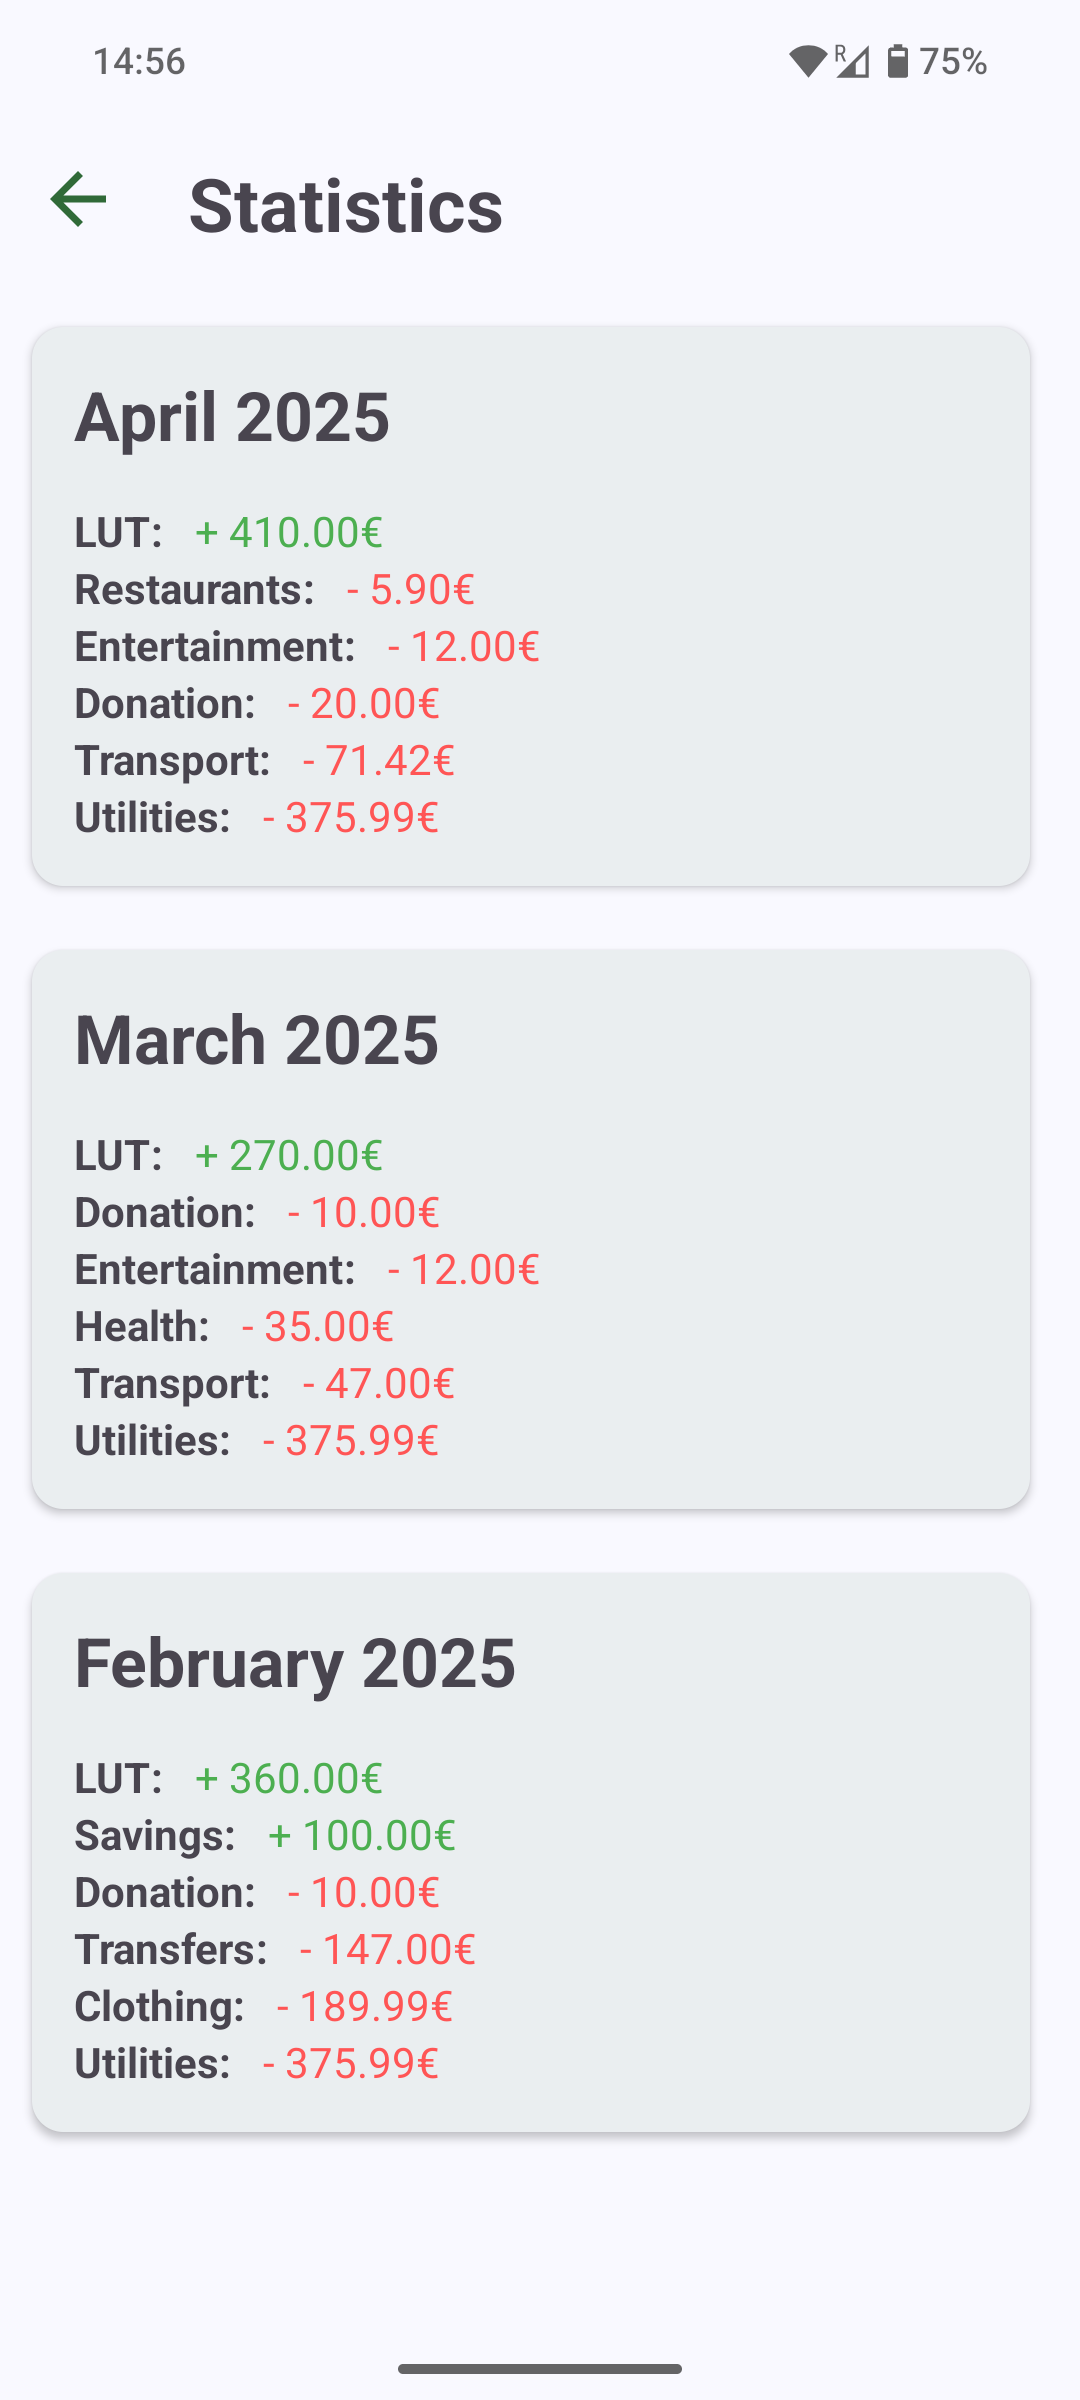 14:56 R 75%
Statistics
April 2025
LUT: + 410.00€
Restaurants: - 5.90€
Entertainment: - 12.00€
Donation: - 20.00€
Transport: - 71.42€
Utilities: - 375.99€
March 2025
LUT: + 270.00€
Donation: - 10.00€
Entertainment: - 12.00€
Health: - 35.00€
Transport: - 47.00€
Utilities: - 375.99€
February 2025
LUT: + 360.00€
Savings: + 100.00€
Donation: - 10.00€
Transfers: - 147.00€
Clothing: - 189.99€
Utilities: - 375.99€